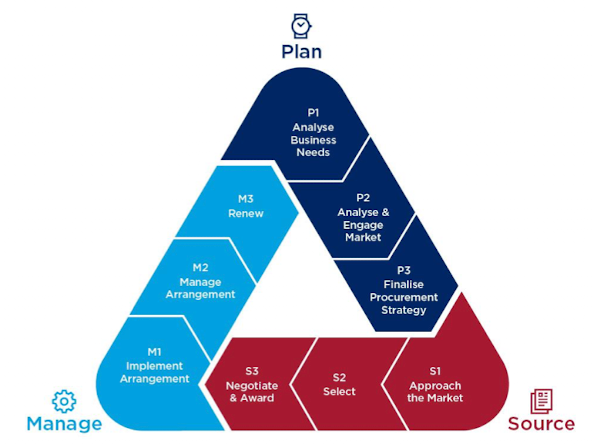 Plan
P1
Analyse
Business
Needs
P2
Analyse &
Engage
Market
P3
Finalise
Procurement
Strategy
S1
Approach
the Market
S2
Select
S3
Negotiate
& Award
Source
M1
Implement
Arrangement
M2
Manage
Arrangement
M3
Renew
Manage